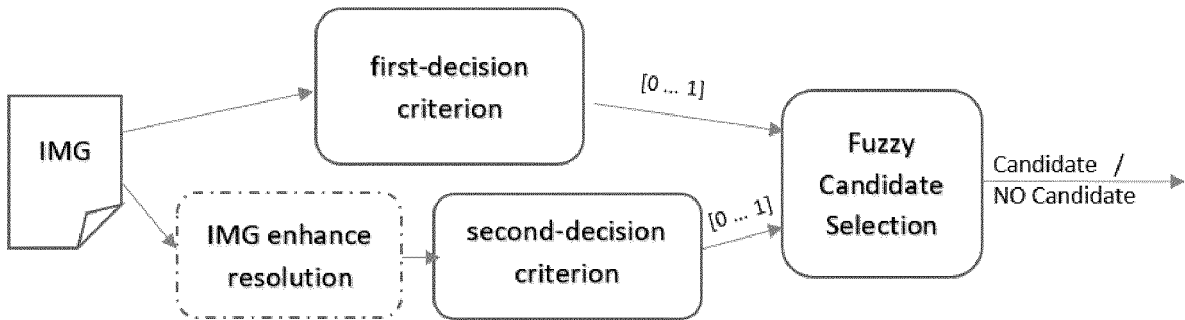 IMG
first-decision
criterion
[0 ... 1]
IMG enhance
resolution
second-decision
criterion
[0 ... 1]
Fuzzy
Candidate
Selection
Candidate /
NO Candidate